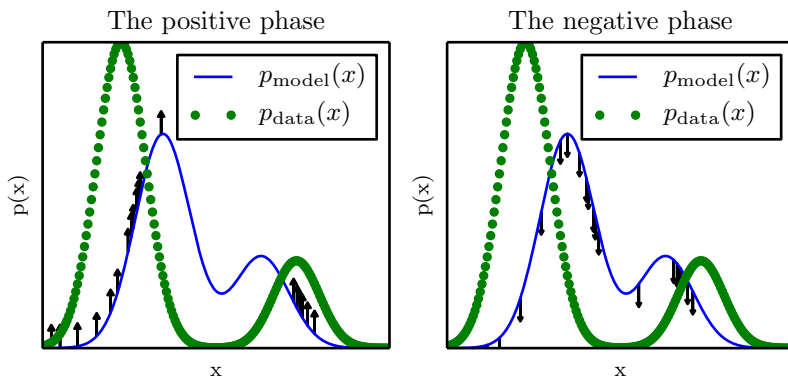 The positive phase
p_model(x)
p_data(x)
p(x)
x
The negative phase
p_model(x)
p_data(x)
p(x)
x